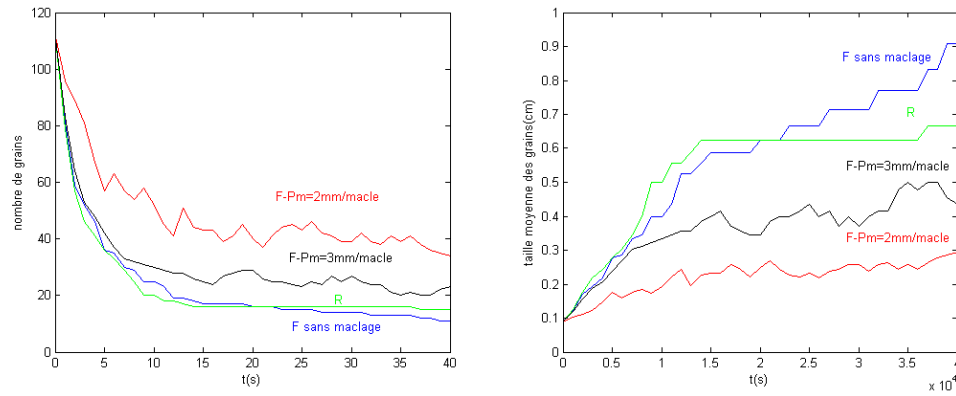 120
100
80
60
40
20
0
nombre de grains
F-Pm=2mm/macle
F-Pm=3mm/macle
R
F sans maclage
0 5 10 15 20 25 30 35 40
t(s)
1
0.9
0.8
0.7
0.6
0.5
0.4
0.3
0.2
0.1
0
taille moyenne des grains(cm)
F sans maclage
R
F-Pm=3mm/macle
F-Pm=2mm/macle
0 0.5 1 1.5 2 2.5 3 3.5 4
t(s)
x 10^4